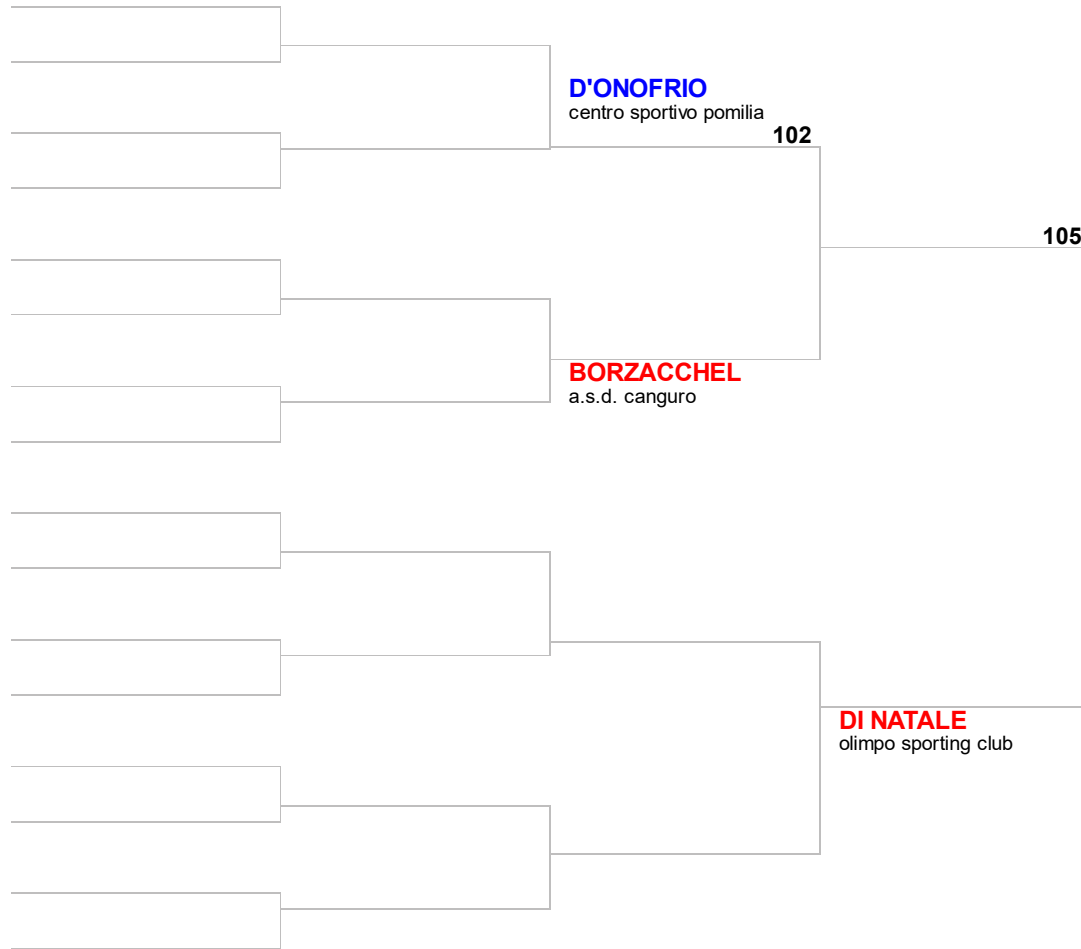 D'ONOFRIO
centro sportivo pomilia
102
105
BORZACCHEL
a.s.d. canguro
DI NATALE
olimpo sporting club